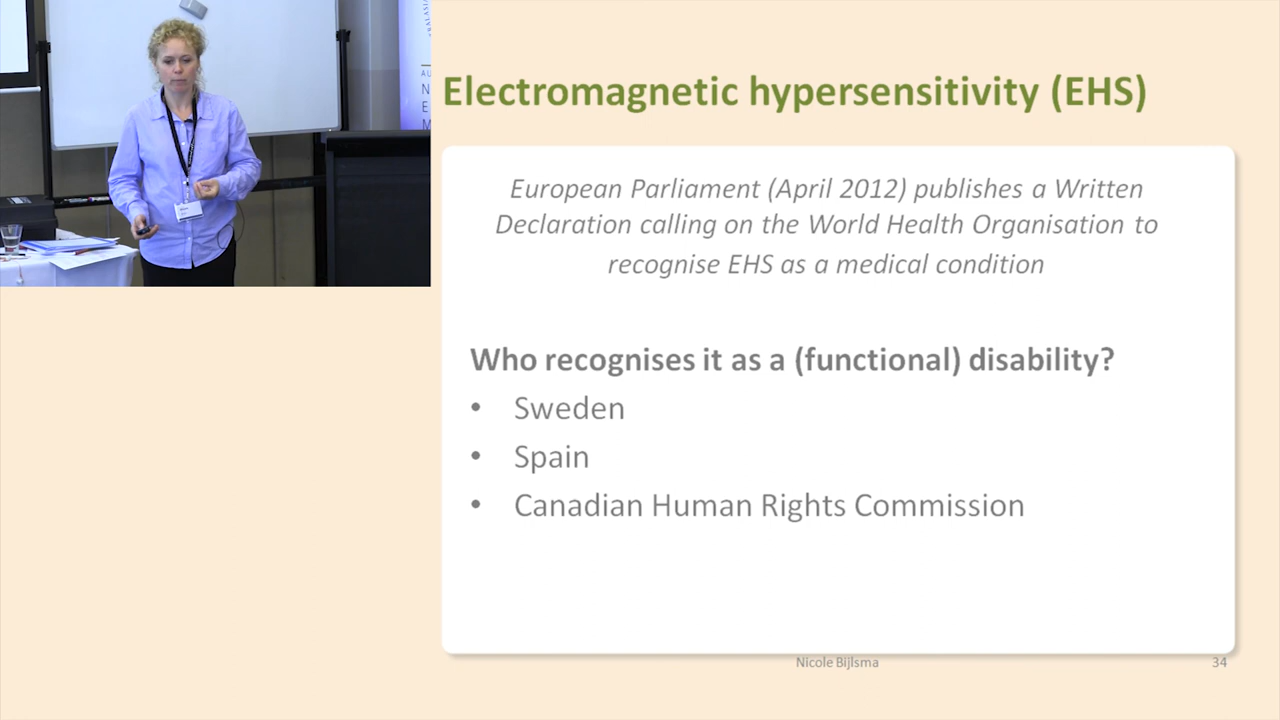 Electromagnetic hypersensitivity (EHS)
European Parliament (April 2012) publishes a Written
Declaration calling on the World Health Organisation to
recognise EHS as a medical condition
Who recognises it as a (functional) disability?
• Sweden
• Spain
• Canadian Human Rights Commission
Nicole Bijlsma
34